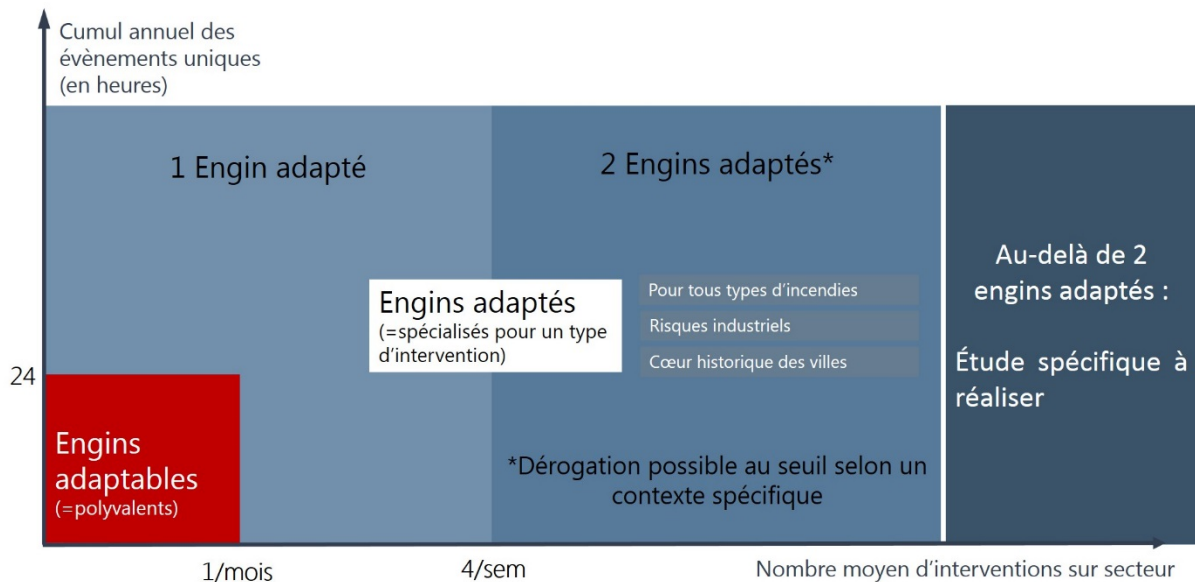 Cumul annuel des
évènements uniques
(en heures)
1 Engin adapté
2 Engins adaptés*
Engins adaptés
(=spécialisés pour un type
d'intervention)
Pour tous types d'incendies
Risques industriels
Cœur historique des villes
Au-delà de 2
engins adaptés :
Étude spécifique à
réaliser
24
Engins
adaptables
(=polyvalents)
*Dérogation possible au seuil selon un
contexte spécifique
1/mois
4/sem
Nombre moyen d'interventions sur secteur